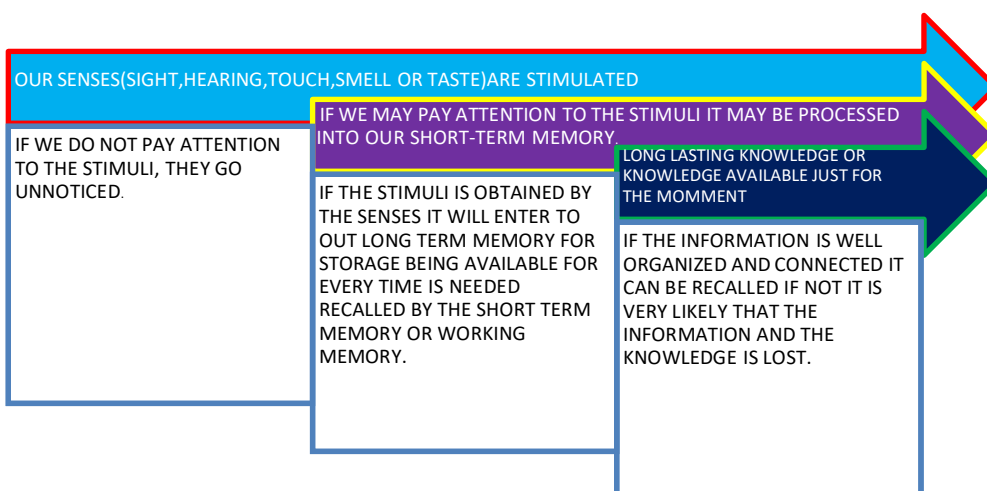 OUR SENSES(SIGHT,HEARING,TOUCH,SMELL OR TASTE)ARE STIMULATED
IF WE DO NOT PAY ATTENTION
TO THE STIMULI, THEY GO
UNNOTICED.
IF WE MAY PAY ATTENTION TO THE STIMULI IT MAY BE PROCESSED
INTO OUR SHORT-TERM MEMORY.
IF THE STIMULI IS OBTAINED BY
THE SENSES IT WILL ENTER TO
OUT LONG TERM MEMORY FOR
STORAGE BEING AVAILABLE FOR
EVERY TIME IS NEEDED
RECALLED BY THE SHORT TERM
MEMORY OR WORKING
MEMORY.
LONG LASTING KNOWLEDGE OR
KNOWLEDGE AVAILABLE JUST FOR
THE MOMMENT
IF THE INFORMATION IS WELL
ORGANIZED AND CONNECTED IT
CAN BE RECALLED IF NOT IT IS
VERY LIKELY THAT THE
INFORMATION AND THE
KNOWLEDGE IS LOST.